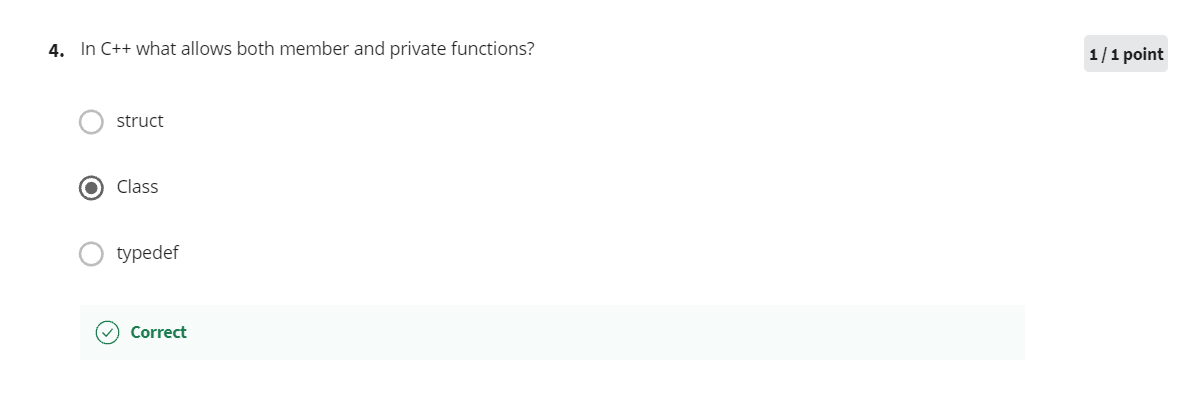 4. In C++ what allows both member and private functions?
1 / 1 point
struct
Class
typedef
Correct